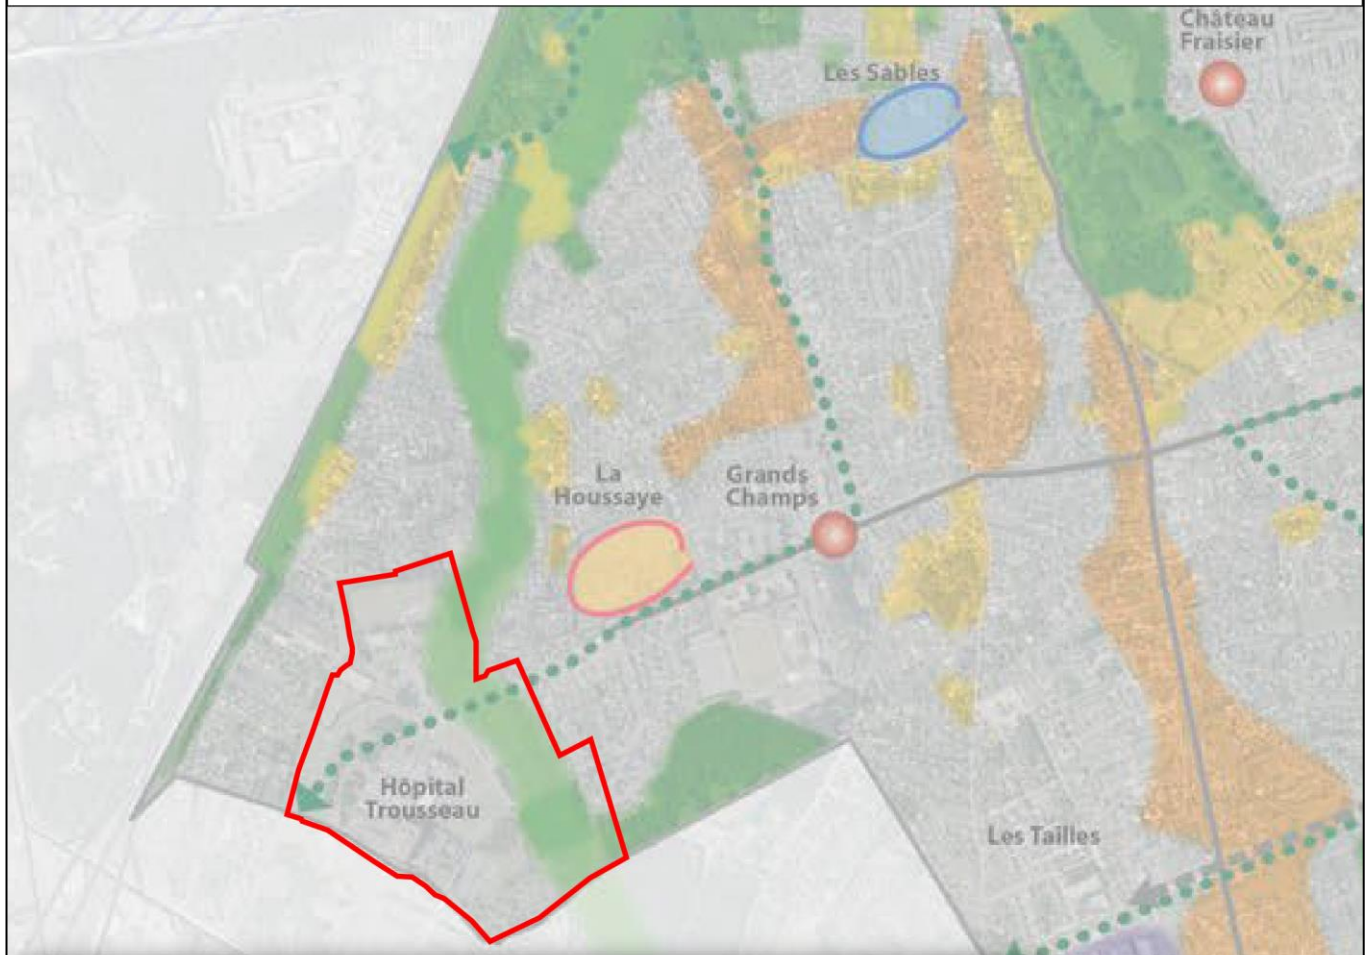 Château
Fraisier
Les Sables
La
Houssaye
Grands
Champs
Hôpital
Trousseau
Les Tailles